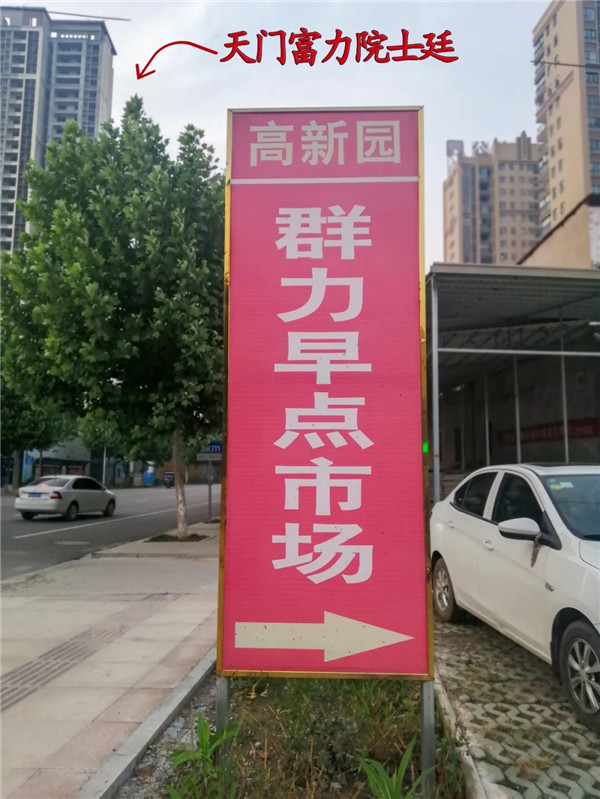 天门富力院士廷
高新园
群力早点市场